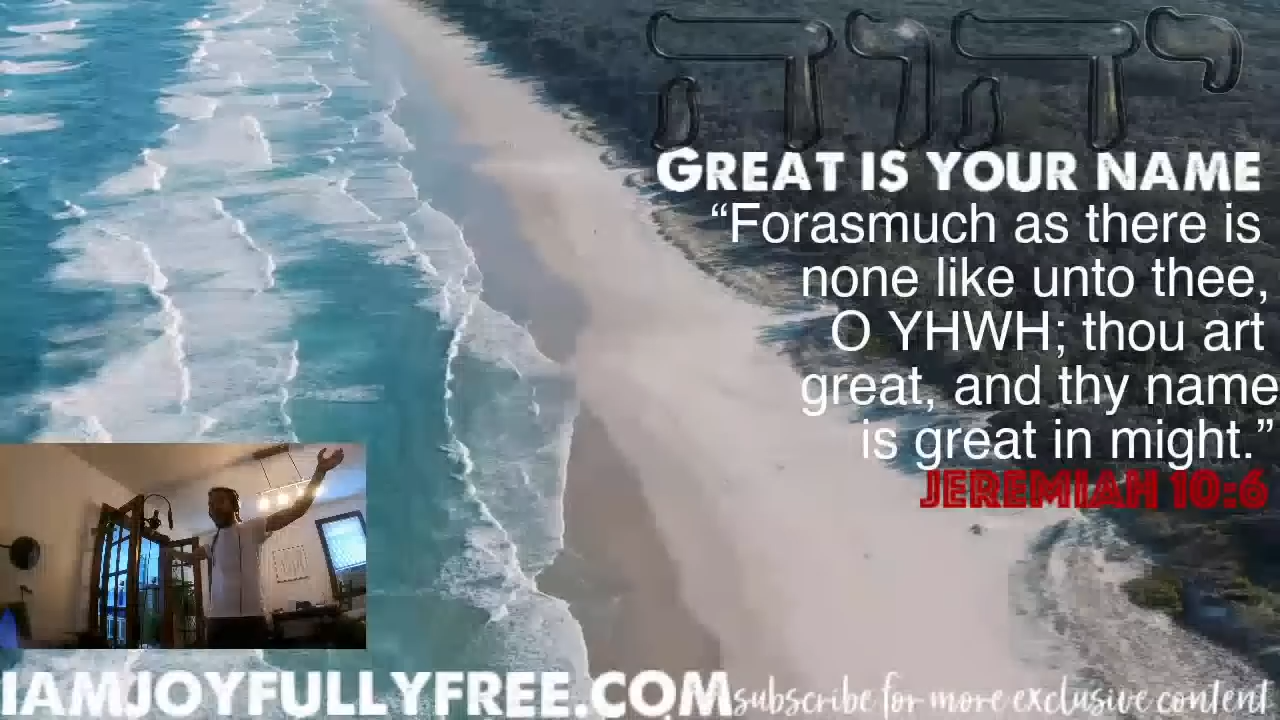 יהוה
GREAT IS YOUR NAME
“Forasmuch as there is
none like unto thee,
O YHWH; thou art
great, and thy name
is great in might.”
JEREMIAH 10:6
IAMJOYFULLYFREE.COM subscribe for more exclusive content